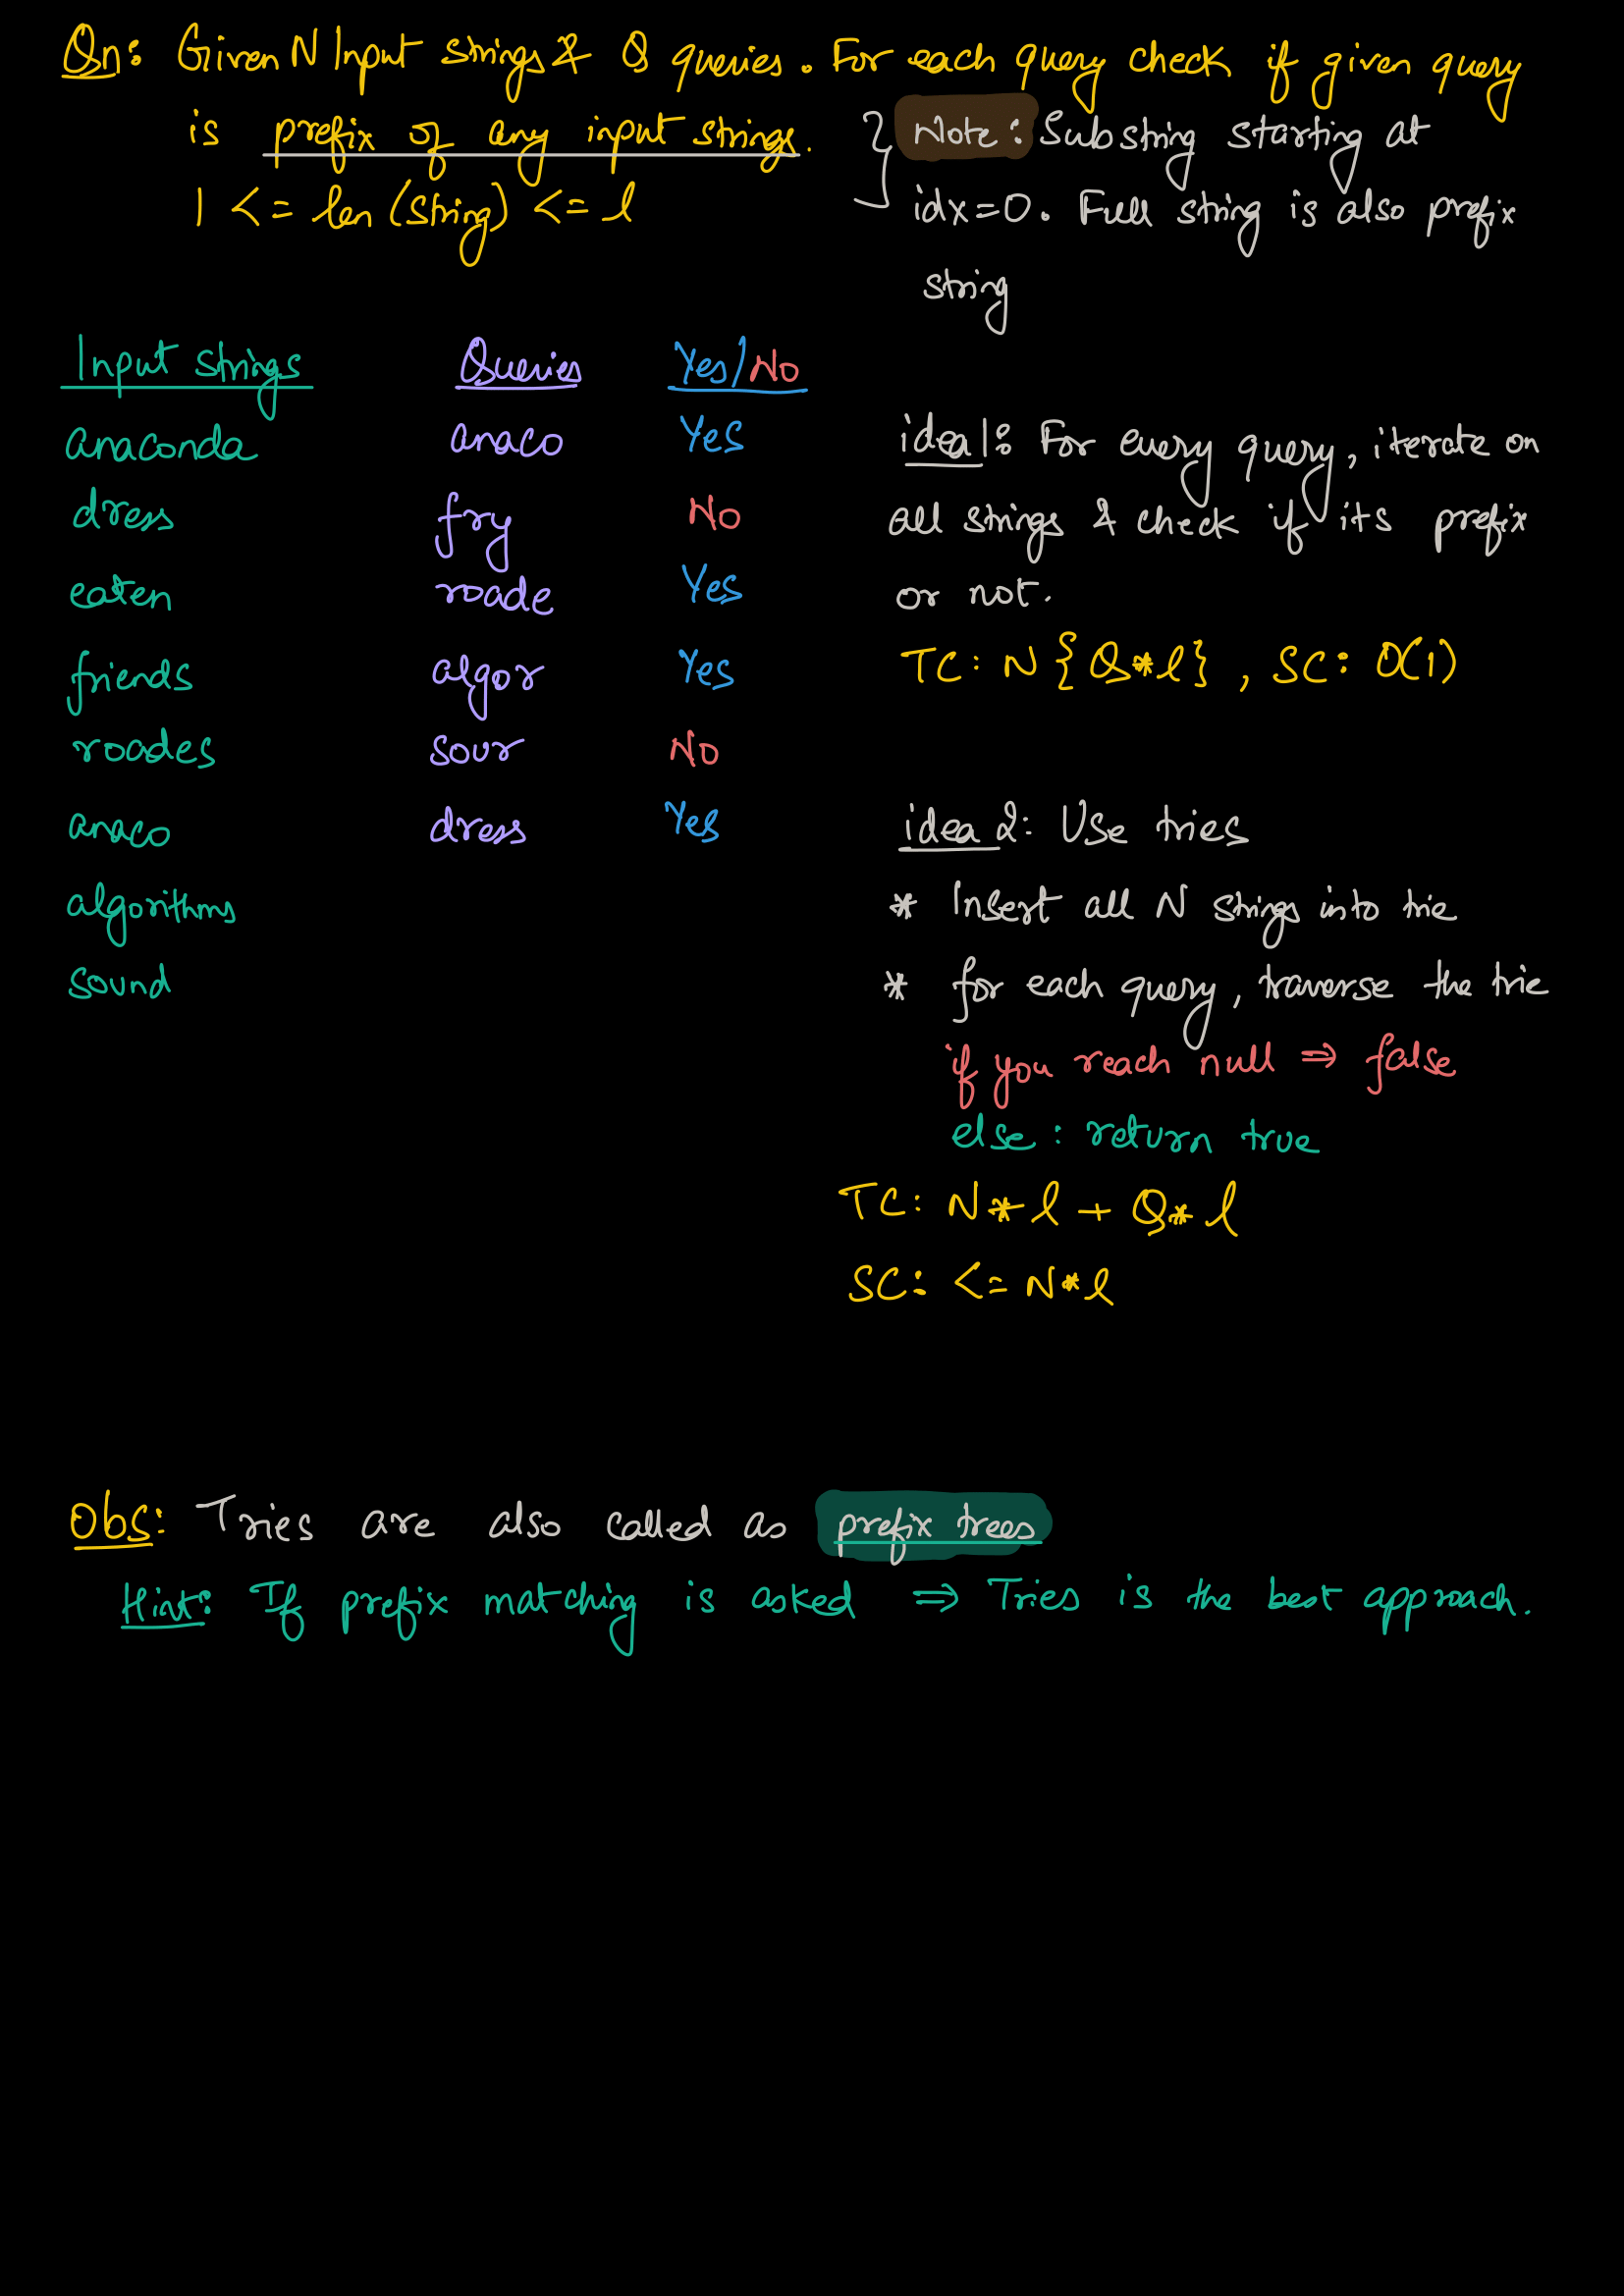 Qn: Given N Input strings & Q queries. For each query check if given query
is prefix of any input strings.
1 <= len (string) <= l
Note: Substring starting at
idx=0. Full string is also prefix
string
Input strings Queries Yes/No
anaconda anaco Yes
dress fry No
eaten roade Yes
friends algor Yes
roades sour No
anaco dress Yes
algorithms
sound
idea1: For every query, iterate on
all strings & check if its prefix
or not.
TC: N {Q*l} , SC: O(1)
idea 2: Use tries
* Insert all N strings into trie
* for each query, traverse the trie
if you reach null ⇒ false
else : return true
TC: N*l + Q*l
SC: <= N*l
Obs: Tries are also called as prefix trees
Hint: If prefix matching is asked ⇒ Tries is the best approach.